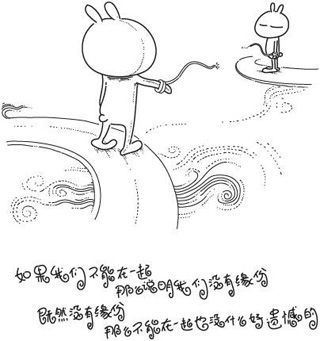 如果我们不能在一起
那么说明我们没有缘份
既然没有缘份
那么不能在一起也没什么好遗憾的